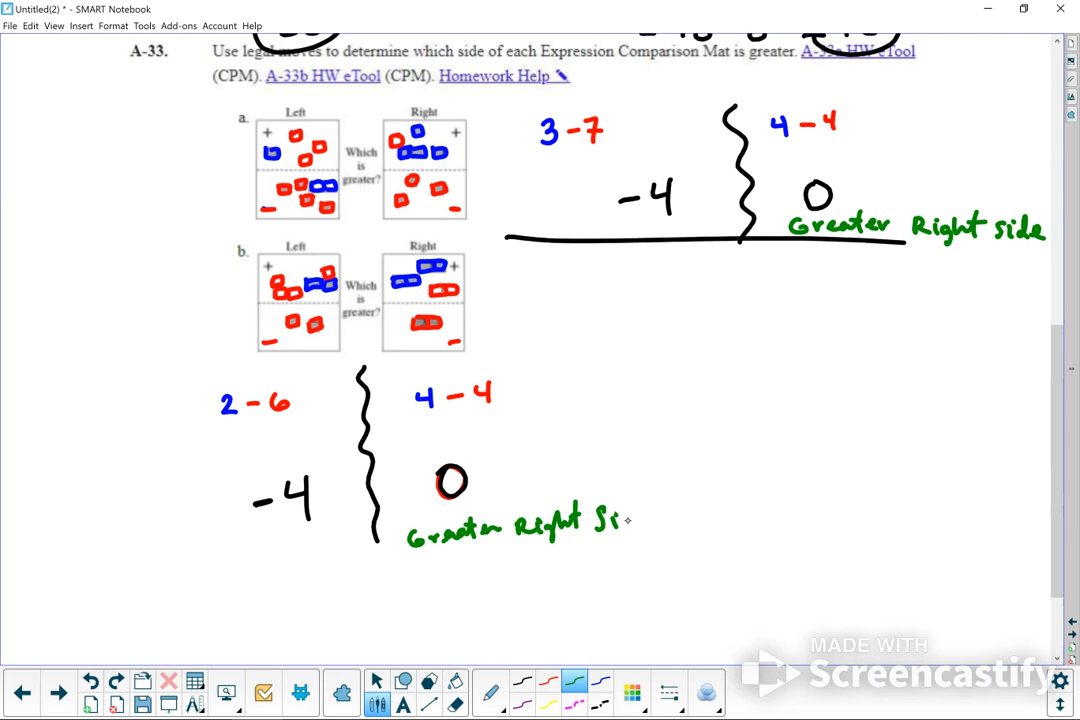 Untitled(2) * - SMART Notebook
File Edit View Insert Format Tools Add-ons Account Help
A-33. Use legal moves to determine which side of each Expression Comparison Mat is greater. A-33a HW eTool
(CPM). A-33b HW eTool (CPM). Homework Help
a. Left Right
+ Which is greater? +
3 - 7 4 - 4
- 4 0
Greater Right side
b. Left Right
+ Which is greater? +
2 - 6 4 - 4
- 4 0
Greater Right Si
MADE WITH
Screencastify
A